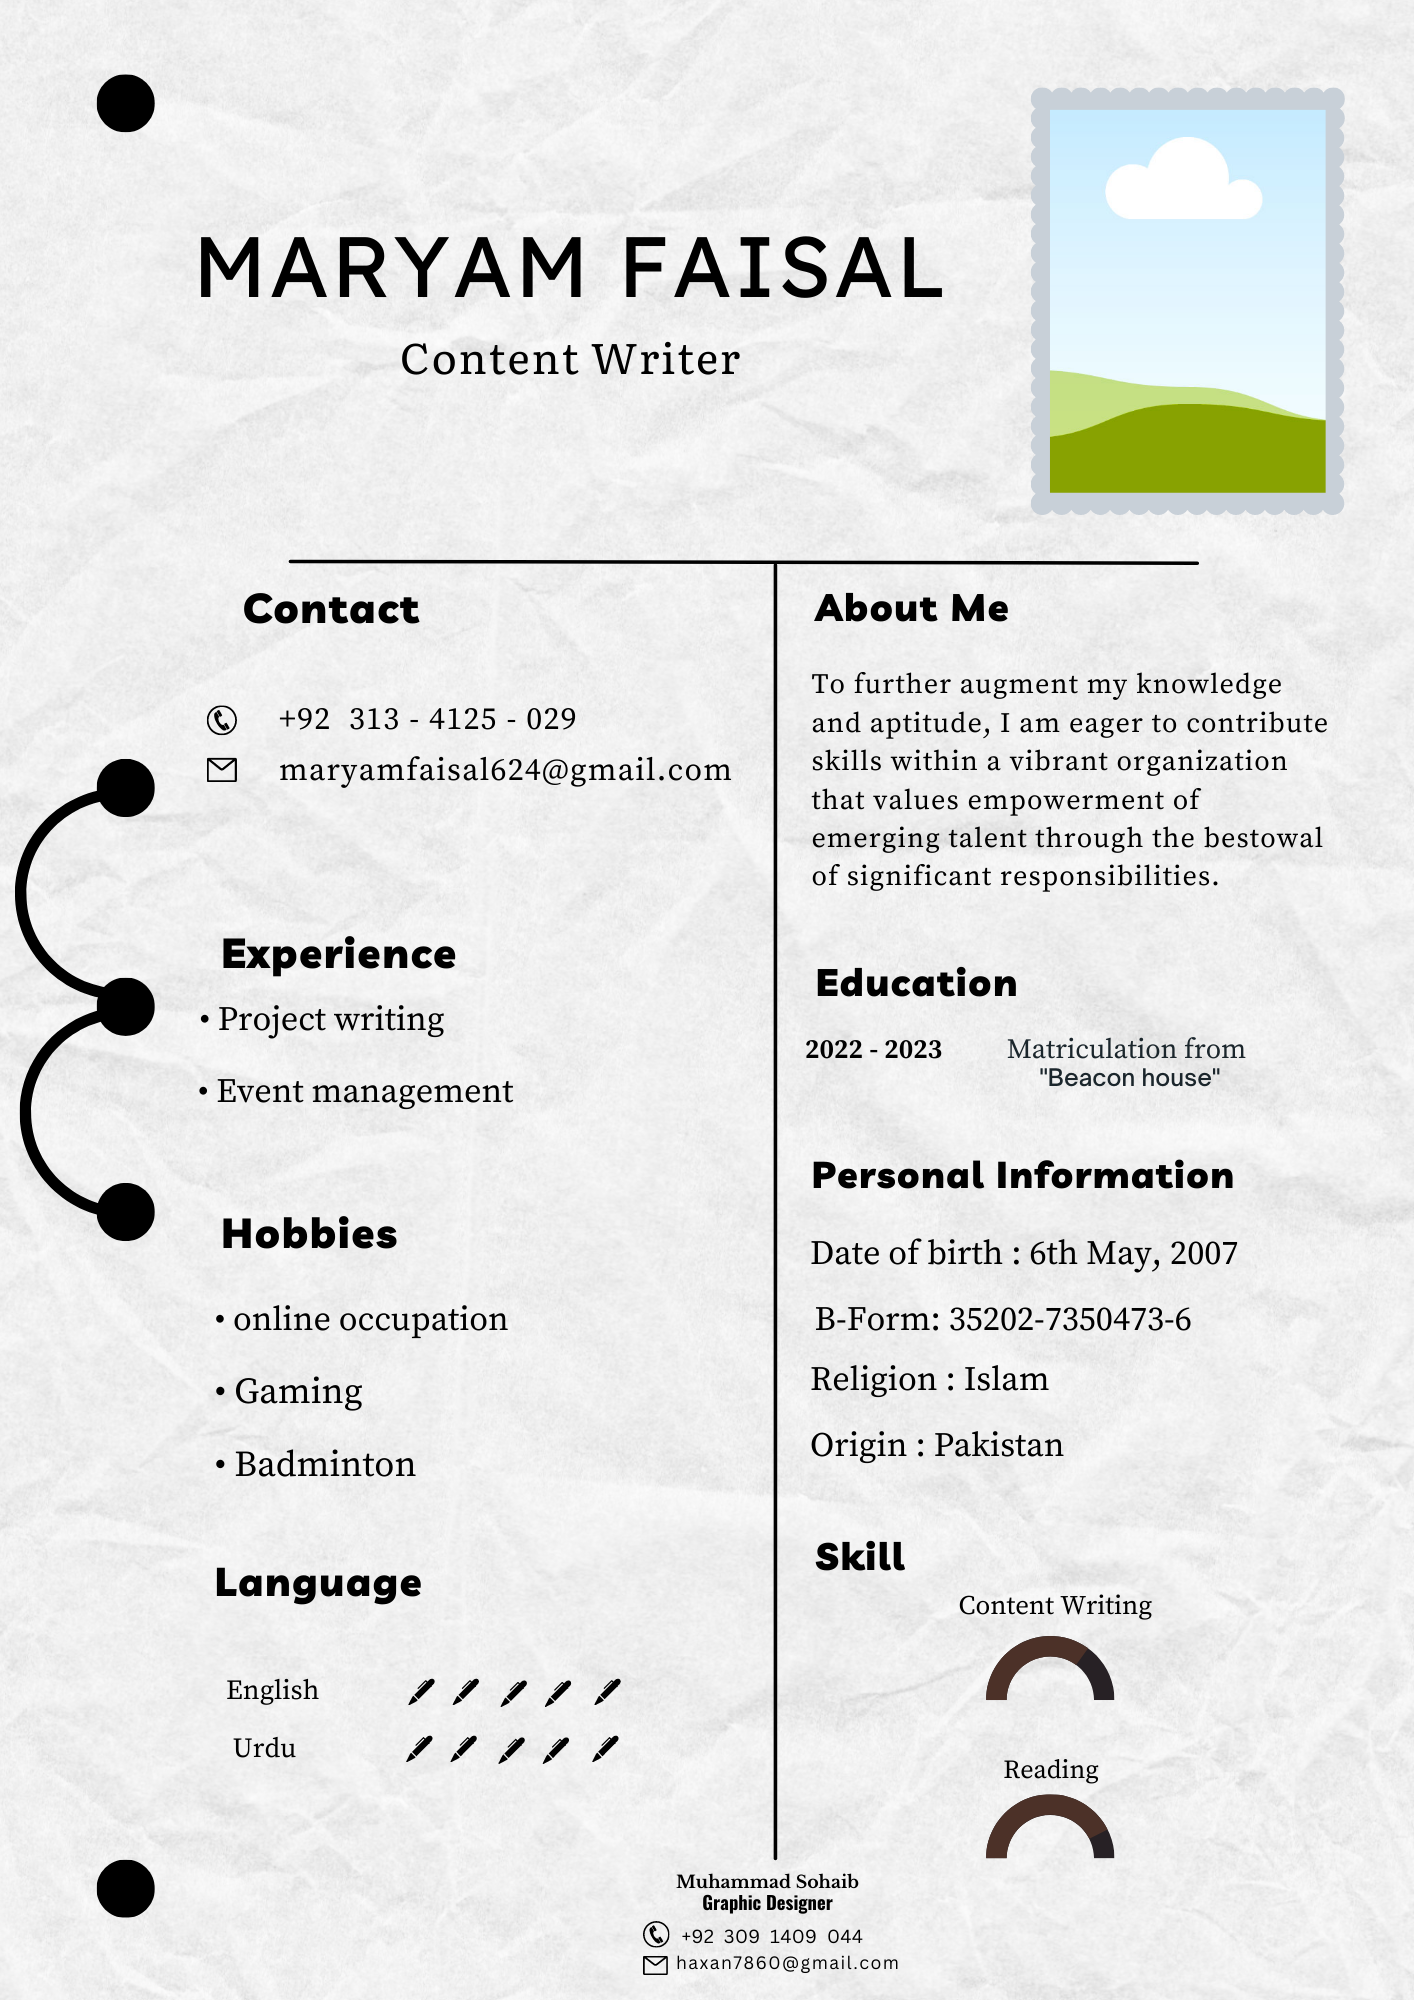 MARYAM FAISAL
Content Writer
Contact
+92 313 - 4125 - 029
maryamfaisal624@gmail.com
Experience
• Project writing
• Event management
Hobbies
• online occupation
• Gaming
• Badminton
Language
English
Urdu
About Me
To further augment my knowledge
and aptitude, I am eager to contribute
skills within a vibrant organization
that values empowerment of
emerging talent through the bestowal
of significant responsibilities.
Education
2022 - 2023 Matriculation from
"Beacon house"
Personal Information
Date of birth : 6th May, 2007
B-Form: 35202-7350473-6
Religion : Islam
Origin : Pakistan
Skill
Content Writing
Reading
Muhammad Sohaib
Graphic Designer
+92 309 1409 044
haxan7860@gmail.com